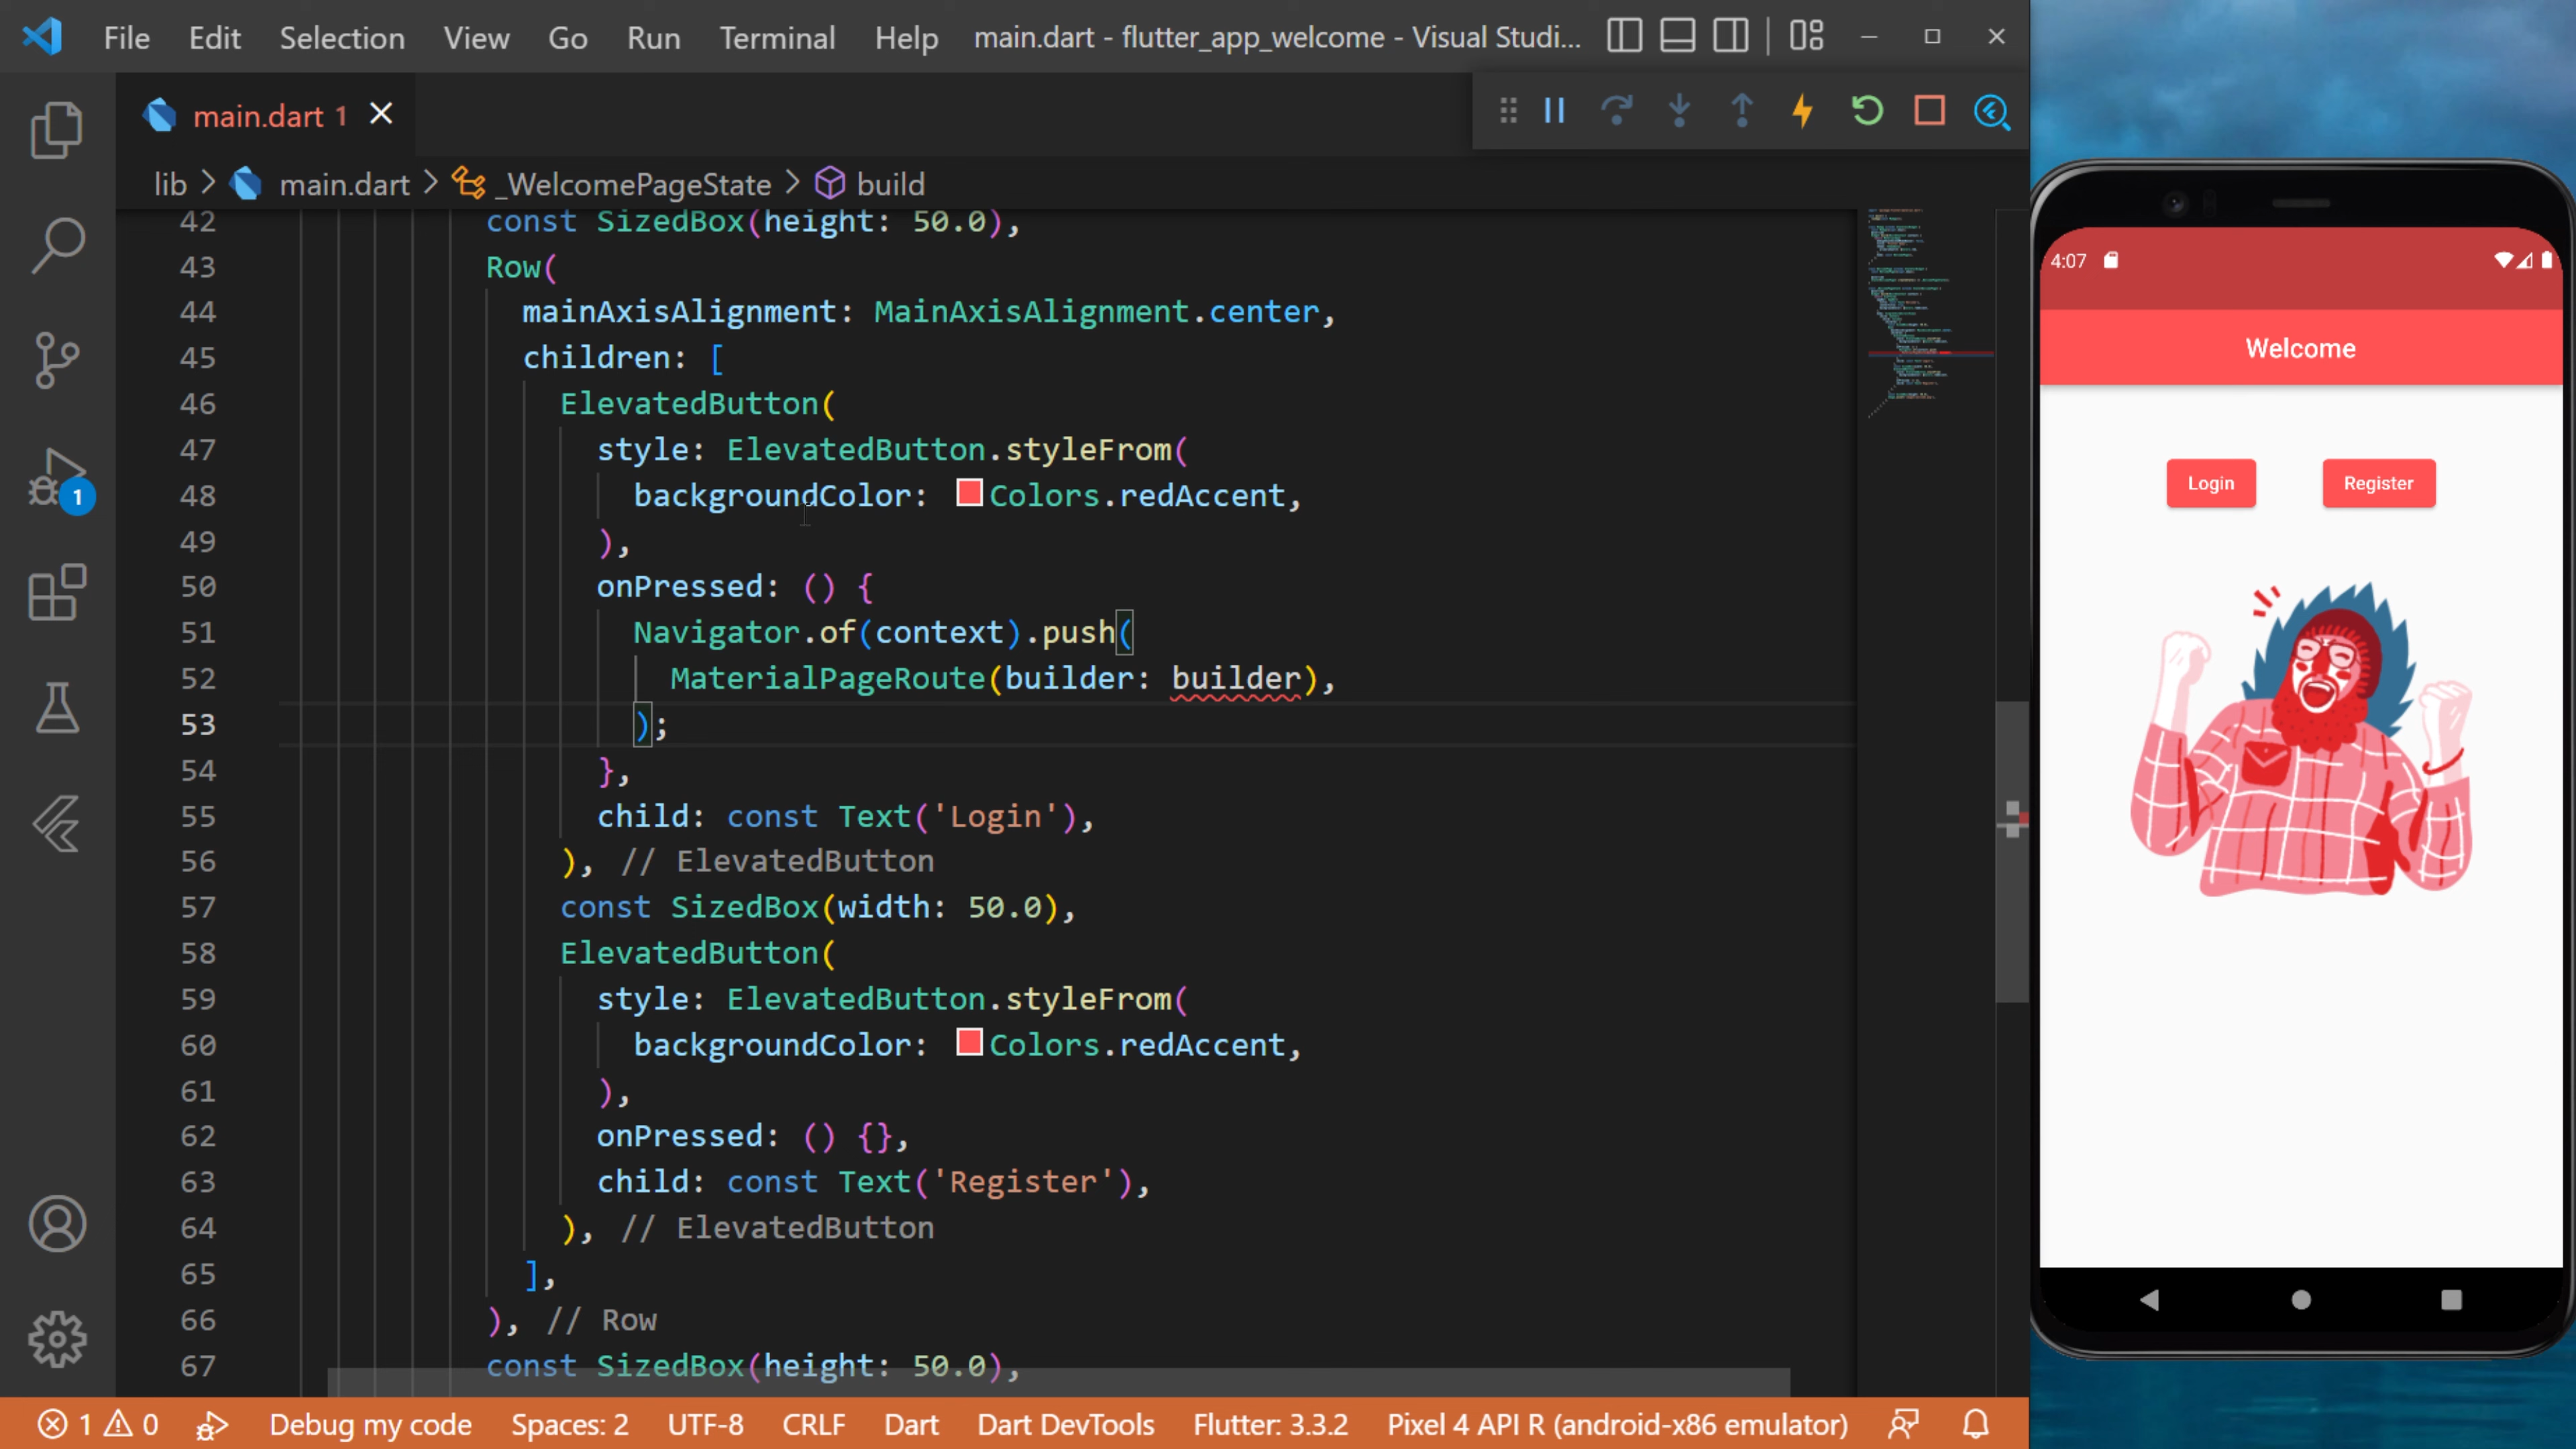 File Edit Selection View Go Run Terminal Help main.dart - flutter_app_welcome - Visual Studi...
main.dart 1
lib > main.dart > _WelcomePageState > build
42 const SizedBox(height: 50.0),
43 Row(
44 mainAxisAlignment: MainAxisAlignment.center,
45 children: [
46 ElevatedButton(
47 style: ElevatedButton.styleFrom(
48 backgroundColor: Colors.redAccent,
49 ),
50 onPressed: () {
51 Navigator.of(context).push(
52 MaterialPageRoute(builder: builder),
53 );
54 },
55 child: const Text('Login'),
56 ), // ElevatedButton
57 const SizedBox(width: 50.0),
58 ElevatedButton(
59 style: ElevatedButton.styleFrom(
60 backgroundColor: Colors.redAccent,
61 ),
62 onPressed: () {},
63 child: const Text('Register'),
64 ), // ElevatedButton
65 ],
66 ), // Row
67 const SizedBox(height: 50.0),
1
1 0 Debug my code Spaces: 2 UTF-8 CRLF Dart Dart DevTools Flutter: 3.3.2 Pixel 4 API R (android-x86 emulator)
4:07
Welcome
Login Register